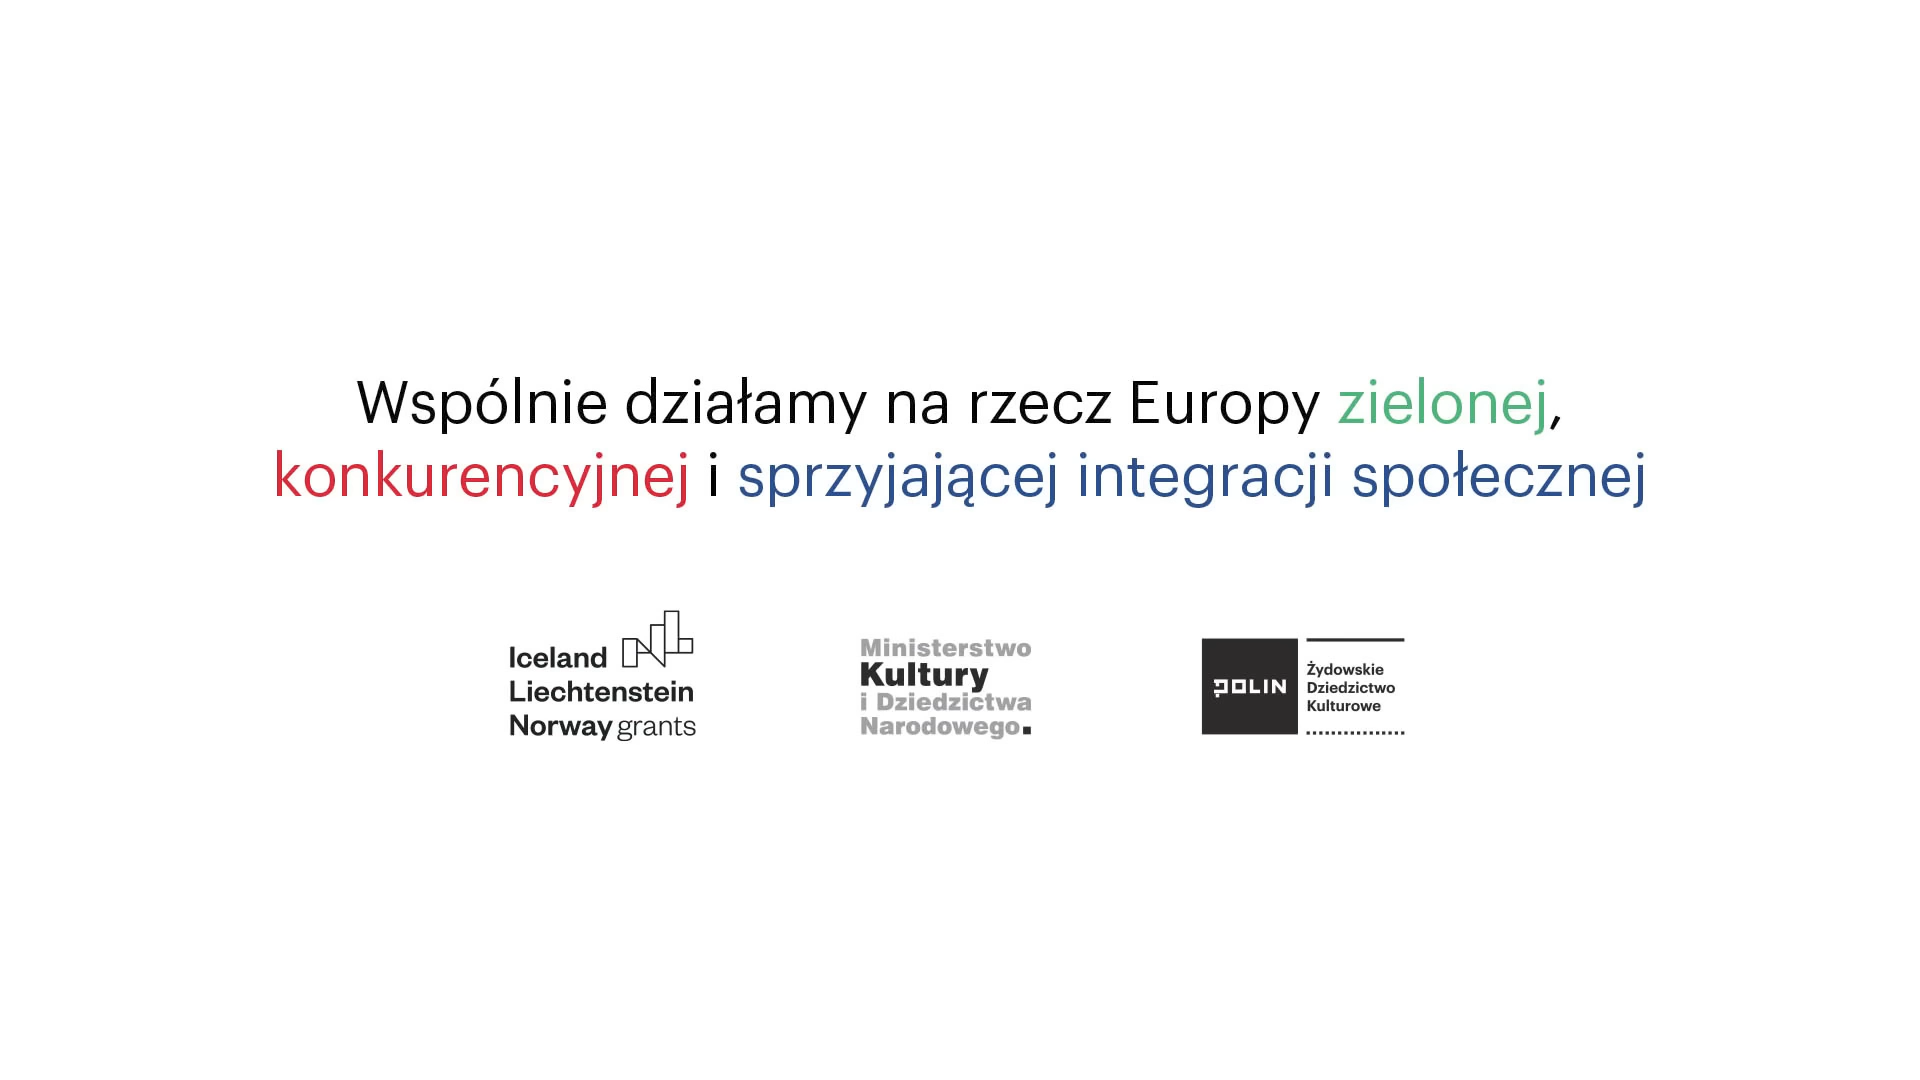 Wspólnie działamy na rzecz Europy zielonej,
konkurencyjnej i sprzyjającej integracji społecznej
Iceland
Liechtenstein
Norway grants
Ministerstwo
Kultury
i Dziedzictwa
Narodowego.
POLIN
Żydowskie
Dziedzictwo
Kulturowe